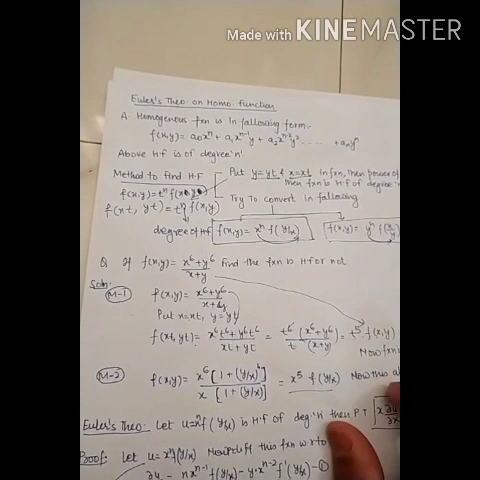 Made with KINEMASTER
Euler's Theo. on Homo. function
A Homogenous fxn is in following form:-
f(x,y) = a₀xⁿ + a₁xⁿ⁻¹y + a₂xⁿ⁻²y² ...... + aₙyⁿ
Above H.f is of degree 'n'
Method to find H.F
Put y=yt & x=xt in fxn, then power of
then fxn is H.f of degree 'n
f(x,y) = tⁿ f(x,y)
Try to convert in following
f(xt, yt) = tⁿ f(x,y)
degree of H.f
f(x,y) = xⁿ f(y/x)
f(x,y) = yⁿ f(x/y)
Q. If f(x,y) = x⁶+y⁶/x+y find the fxn is H.f or not
Soln:
M-1
f(x,y) = x⁶+y⁶/x+y
Put x=xt, y=yt
f(xt, yt) = x⁶t⁶+y⁶t⁶/xt+yt = t⁶/t (x⁶+y⁶)/(x+y) = t⁵ f(x,y)
Now fxn
M-2
f(x,y) = x⁶[1+(y/x)⁶]/x[1+(y/x)] = x⁵ f(y/x) Now this
Euler's Theo: Let u=xⁿf(y/x) is H.f of deg. 'n' then P.T x∂u/∂x
Proof: Let u=xⁿf(y/x) Now diff this fxn w.r.to
∂u = nxⁿ⁻¹f(y/x) - y·xⁿ⁻²f'(y/x) - ①